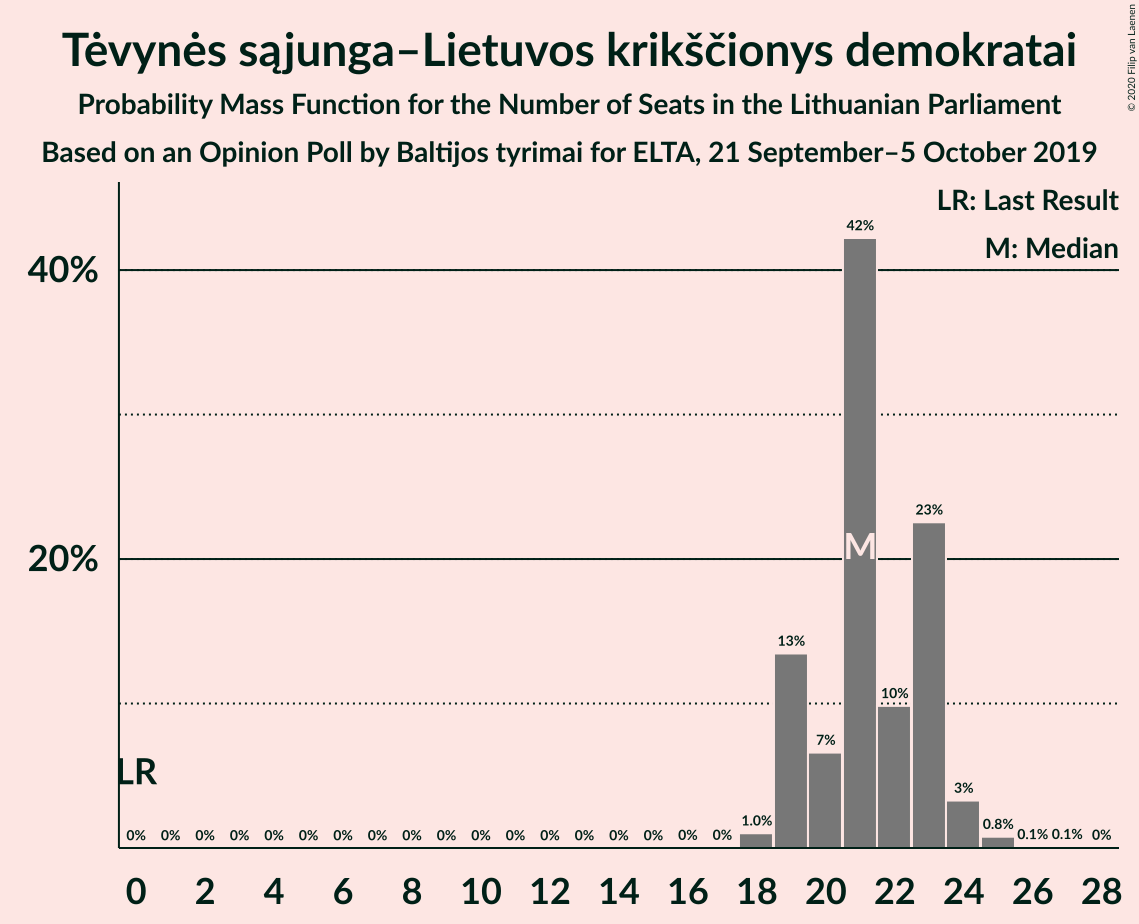 Tėvynės sąjunga–Lietuvos krikščionys demokratai
Probability Mass Function for the Number of Seats in the Lithuanian Parliament
Based on an Opinion Poll by Baltijos tyrimai for ELTA, 21 September–5 October 2019
© 2020 Filip van Laenen
LR: Last Result
M: Median
42%
40%
23%
M
20%
13%
10%
7%
LR
3%
1.0%
0.8%
0% 0% 0% 0% 0% 0% 0% 0% 0% 0% 0% 0% 0% 0% 0% 0% 0% 0% 0.1% 0.1% 0%
0 2 4 6 8 10 12 14 16 18 20 22 24 26 28